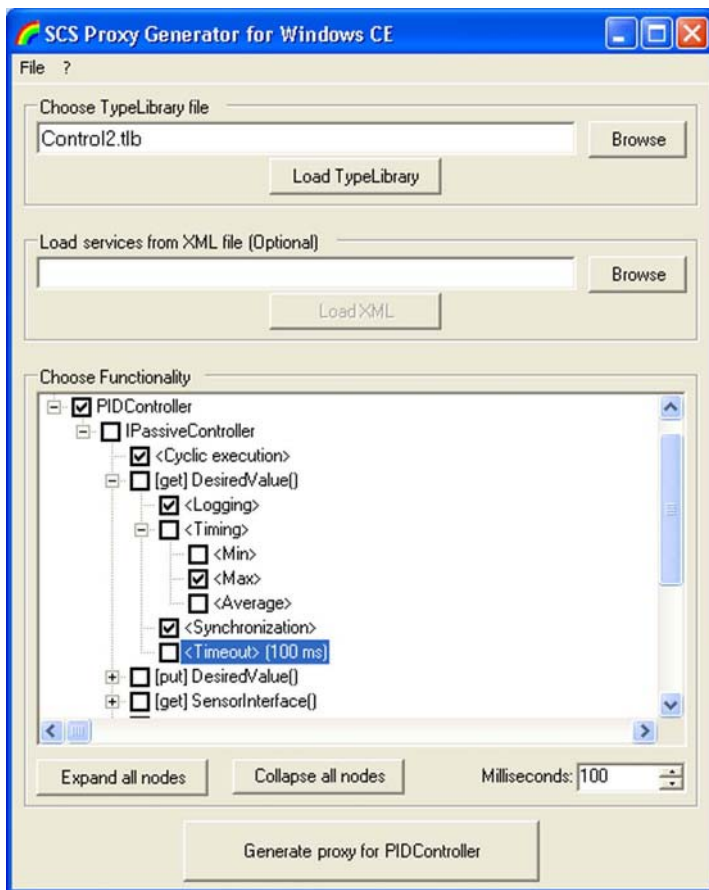 SCS Proxy Generator for Windows CE
File ?
Choose TypeLibrary file
Control2.tlb
Browse
Load TypeLibrary
Load services from XML file (Optional)
Browse
Load XML
Choose Functionality
PIDController
IPassiveController
<Cyclic execution>
[get] DesiredValue()
<Logging>
<Timing>
<Min>
<Max>
<Average>
<Synchronization>
<Timeout> (100 ms)
[put] DesiredValue()
[get] SensorInterface()
Expand all nodes
Collapse all nodes
Milliseconds: 100
Generate proxy for PIDController